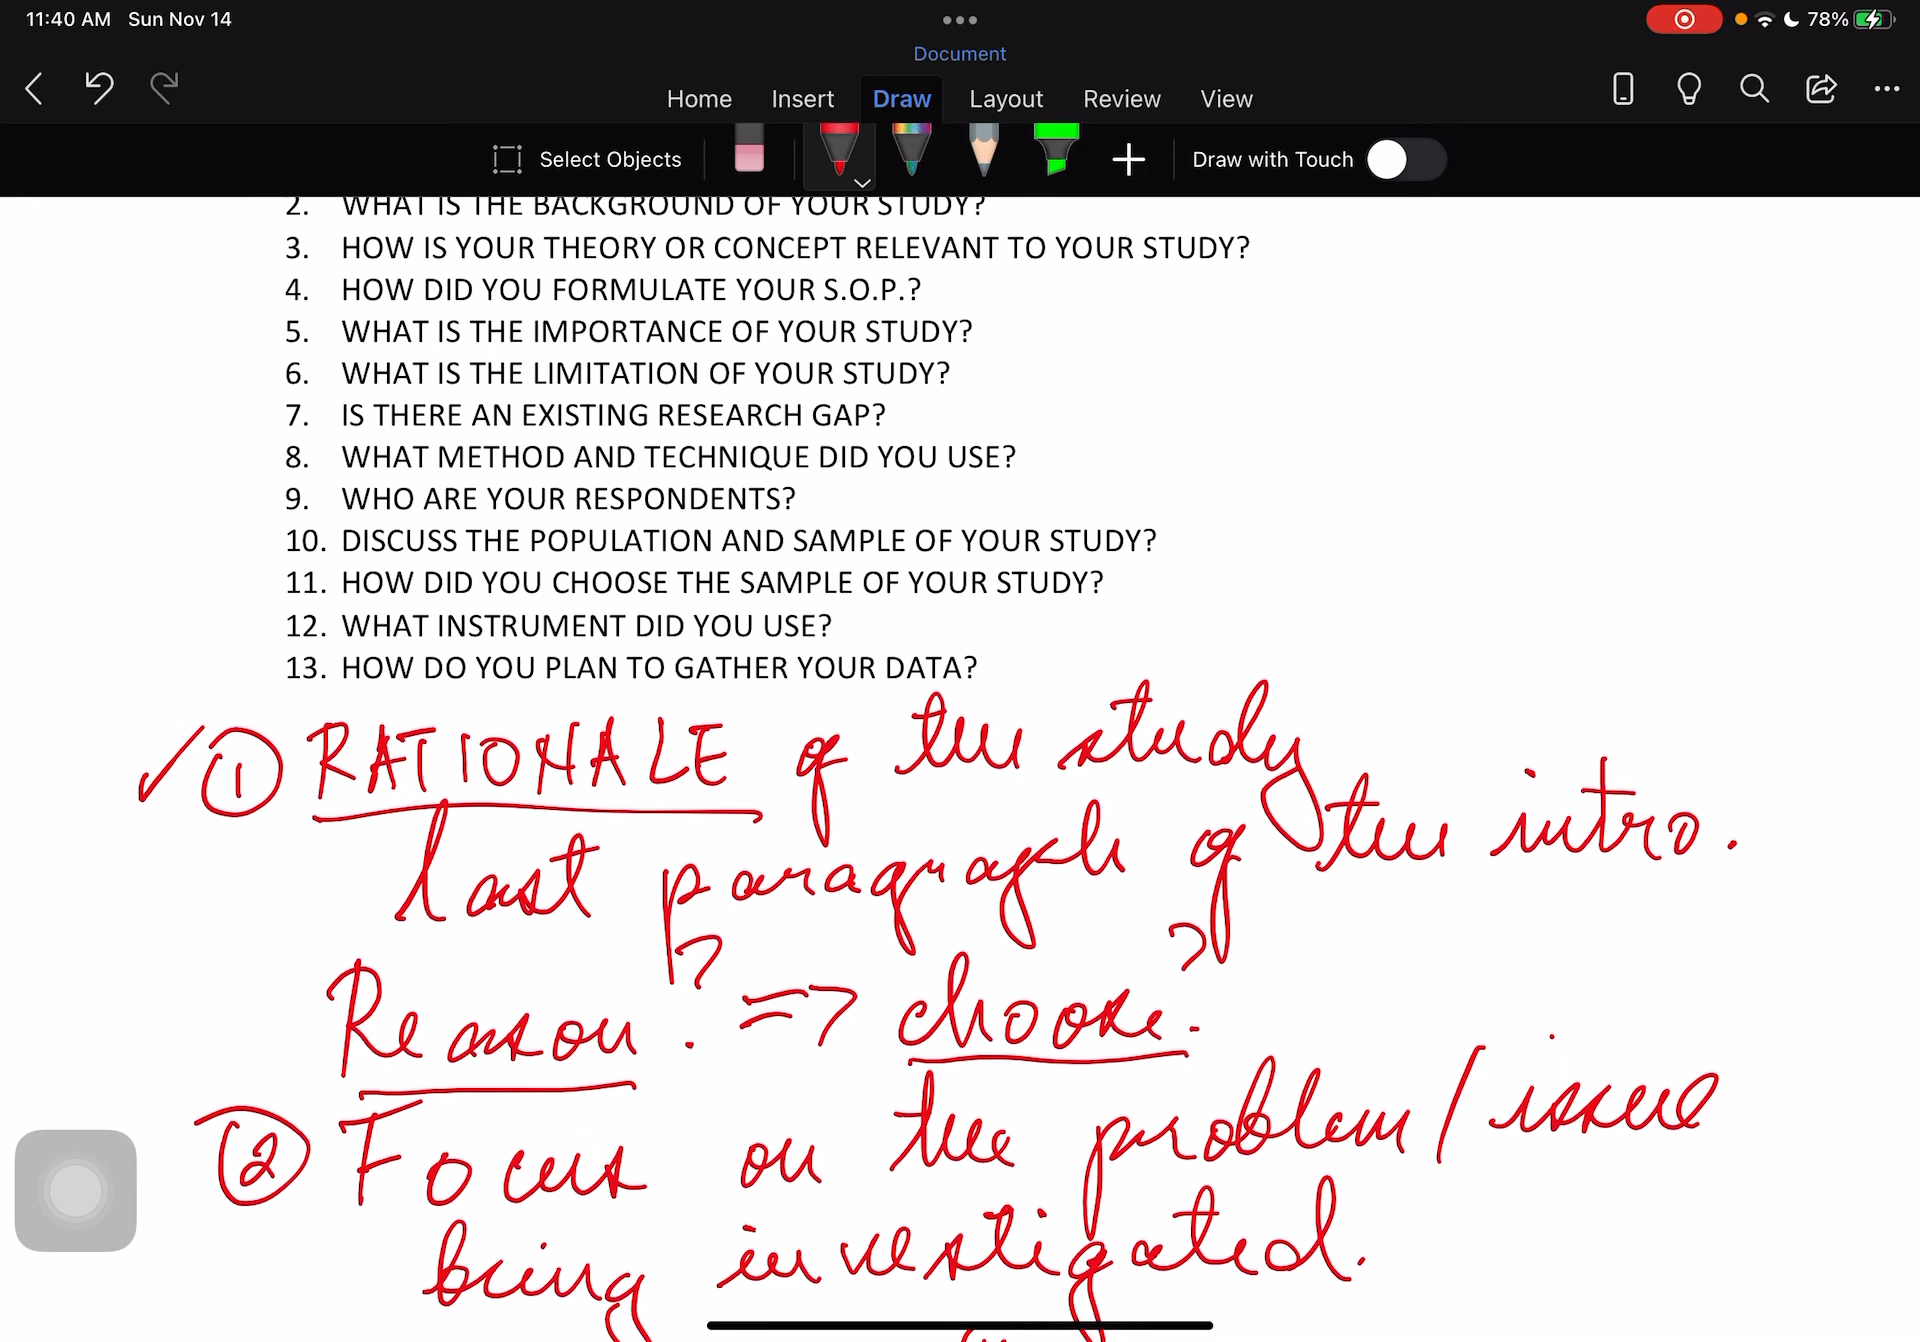 11:40 AM Sun Nov 14
78%
Document
Home Insert Draw Layout Review View
Select Objects
Draw with Touch
2. WHAT IS THE BACKGROUND OF YOUR STUDY?
3. HOW IS YOUR THEORY OR CONCEPT RELEVANT TO YOUR STUDY?
4. HOW DID YOU FORMULATE YOUR S.O.P.?
5. WHAT IS THE IMPORTANCE OF YOUR STUDY?
6. WHAT IS THE LIMITATION OF YOUR STUDY?
7. IS THERE AN EXISTING RESEARCH GAP?
8. WHAT METHOD AND TECHNIQUE DID YOU USE?
9. WHO ARE YOUR RESPONDENTS?
10. DISCUSS THE POPULATION AND SAMPLE OF YOUR STUDY?
11. HOW DID YOU CHOOSE THE SAMPLE OF YOUR STUDY?
12. WHAT INSTRUMENT DID YOU USE?
13. HOW DO YOU PLAN TO GATHER YOUR DATA?
✓ ① RATIONALE of the study
last paragraph of the intro.
Reason? => choose?
② Focus on the problem / issue
being investigated.